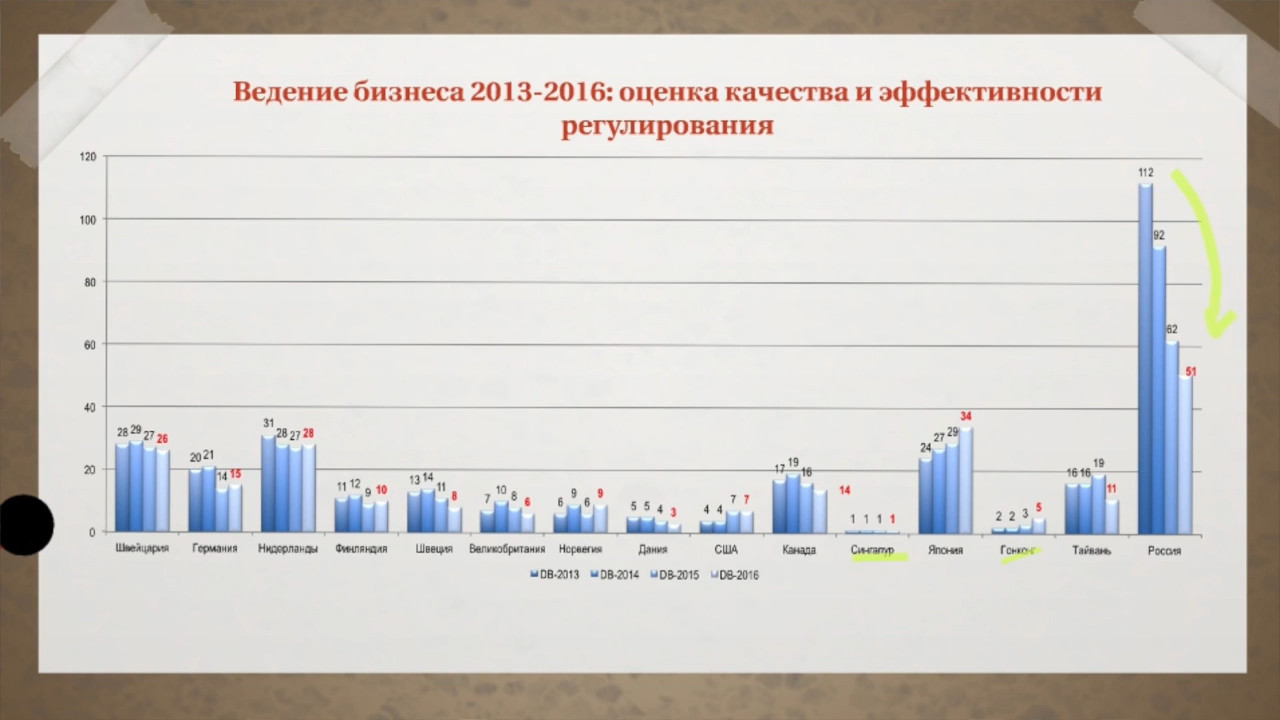 Ведение бизнеса 2013-2016: оценка качества и эффективности
регулирования
120
100
80
60
40
20
0
28 29 27 26
20 21 14 15
31 28 27 28
11 12 9 10
13 14 11 8
7 10 8 6
6 9 6 9
5 5 4 3
4 4 7 7
17 19 16 14
1 1 1 1
24 27 29 34
2 2 3 5
16 16 19 11
112 92 62 51
Швейцария Германия Нидерланды Финляндия Швеция Великобритания Норвегия Дания США Канада Сингапур Япония Гонконг Тайвань Россия
DB-2013 DB-2014 DB-2015 DB-2016